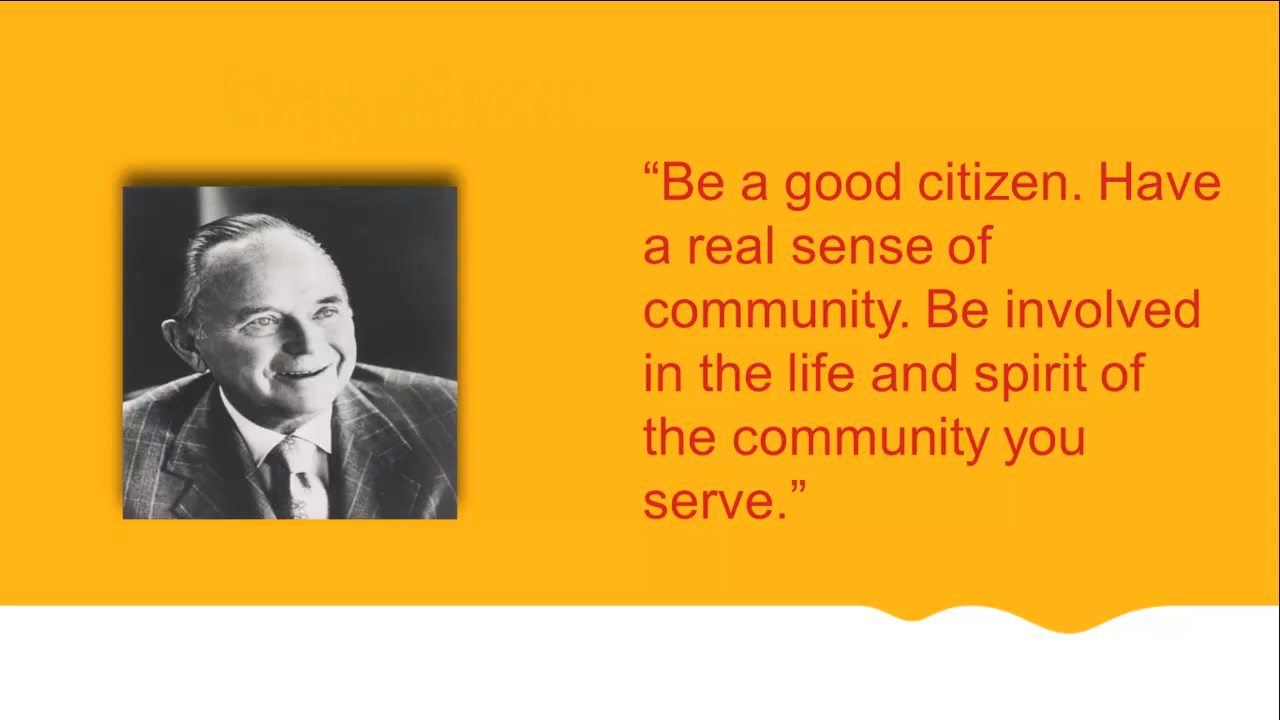 “Be a good citizen. Have
a real sense of
community. Be involved
in the life and spirit of
the community you
serve.”